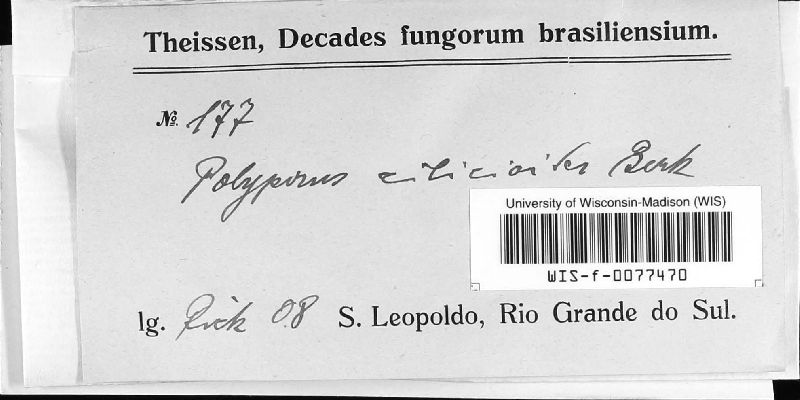 Theissen, Decades fungorum brasiliensium.
№ 177
Polyporus cilicioides Berk
University of Wisconsin-Madison (WIS)
WIS-f-0077470
lg. Rick 08 S. Leopoldo, Rio Grande do Sul.